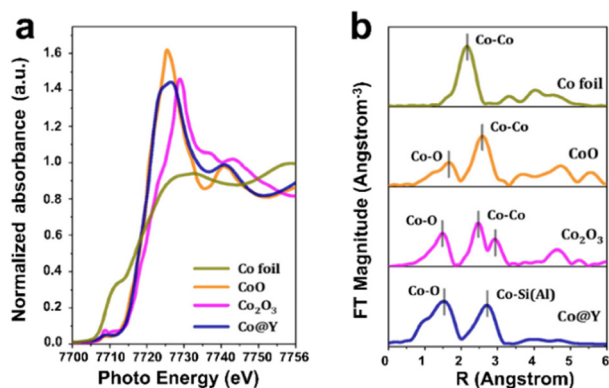 a
Normalized absorbance (a.u.)
1.6
1.4
1.2
1.0
0.8
0.6
0.4
0.2
0.0
7700 7710 7720 7730 7740 7756
Photo Energy (eV)
Co foil
CoO
Co₂O₃
Co@Y
b
FT Magnitude (Angstrom⁻³)
Co-Co
Co foil
Co-O
Co-Co
CoO
Co-O
Co-Co
Co₂O₃
Co-O
Co-Si(Al)
Co@Y
0 1 2 3 4 5 6
R (Angstrom)